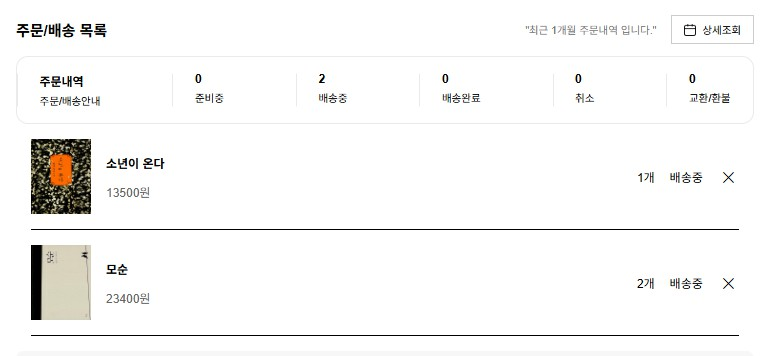 주문/배송 목록
"최근 1개월 주문내역 입니다."
상세조회
주문내역
주문/배송안내
0
준비중
2
배송중
0
배송완료
0
취소
0
교환/환불
소년이 온다
13500원
1개
배송중
모순
23400원
2개
배송중